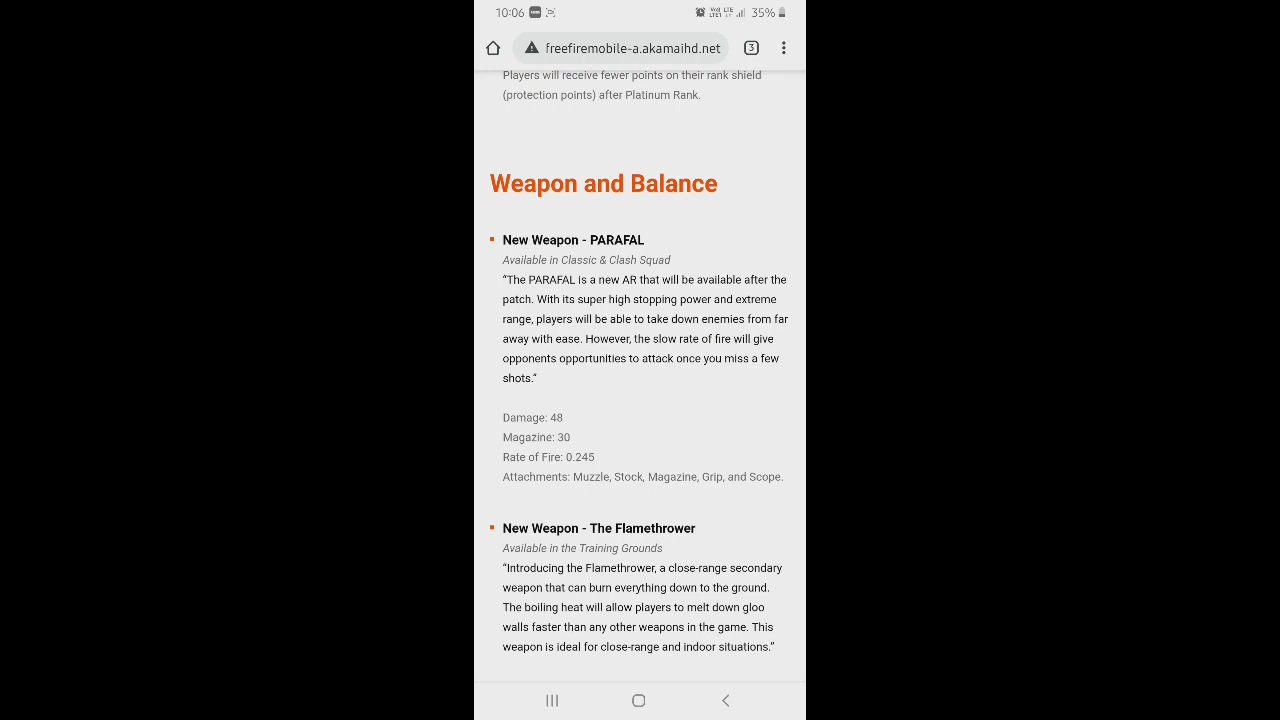 10:06 35%
freefiremobile-a.akamaihd.net 3
Players will receive fewer points on their rank shield
(protection points) after Platinum Rank.
Weapon and Balance
New Weapon - PARAFAL
Available in Classic & Clash Squad
“The PARAFAL is a new AR that will be available after the
patch. With its super high stopping power and extreme
range, players will be able to take down enemies from far
away with ease. However, the slow rate of fire will give
opponents opportunities to attack once you miss a few
shots.”
Damage: 48
Magazine: 30
Rate of Fire: 0.245
Attachments: Muzzle, Stock, Magazine, Grip, and Scope.
New Weapon - The Flamethrower
Available in the Training Grounds
“Introducing the Flamethrower, a close-range secondary
weapon that can burn everything down to the ground.
The boiling heat will allow players to melt down gloo
walls faster than any other weapons in the game. This
weapon is ideal for close-range and indoor situations.”